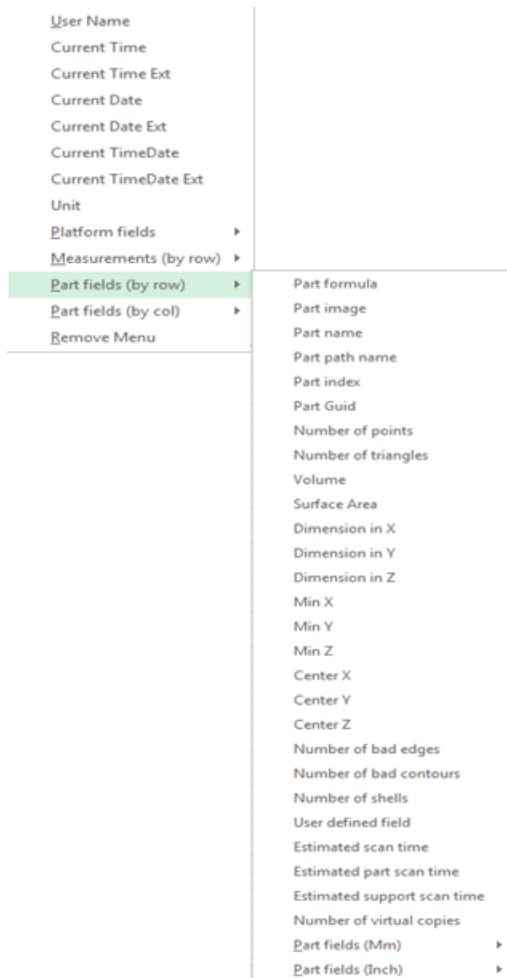 User Name
Current Time
Current Time Ext
Current Date
Current Date Ext
Current TimeDate
Current TimeDate Ext
Unit
Platform fields
Measurements (by row)
Part fields (by row)
Part fields (by col)
Remove Menu
Part formula
Part image
Part name
Part path name
Part index
Part Guid
Number of points
Number of triangles
Volume
Surface Area
Dimension in X
Dimension in Y
Dimension in Z
Min X
Min Y
Min Z
Center X
Center Y
Center Z
Number of bad edges
Number of bad contours
Number of shells
User defined field
Estimated scan time
Estimated part scan time
Estimated support scan time
Number of virtual copies
Part fields (Mm)
Part fields (Inch)